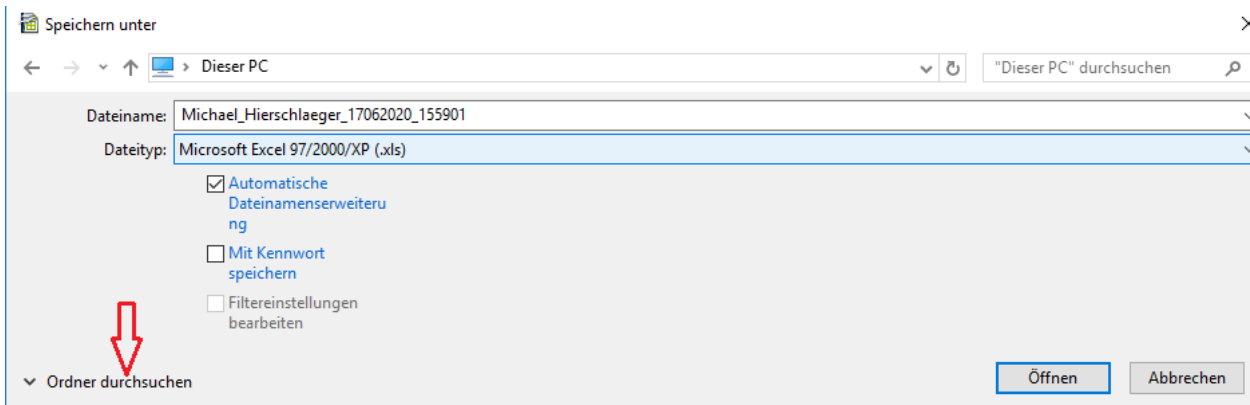 Speichern unter
Dieser PC
"Dieser PC" durchsuchen
Dateiname: Michael_Hierschlaeger_17062020_155901
Dateityp: Microsoft Excel 97/2000/XP (.xls)
Automatische
Dateinamenserweiteru
ng
Mit Kennwort
speichern
Filtereinstellungen
bearbeiten
Ordner durchsuchen
Öffnen
Abbrechen